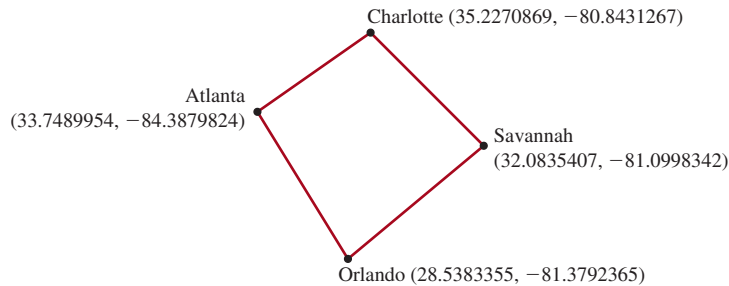 Charlotte (35.2270869, −80.8431267)
Atlanta
(33.7489954, −84.3879824)
Savannah
(32.0835407, −81.0998342)
Orlando (28.5383355, −81.3792365)